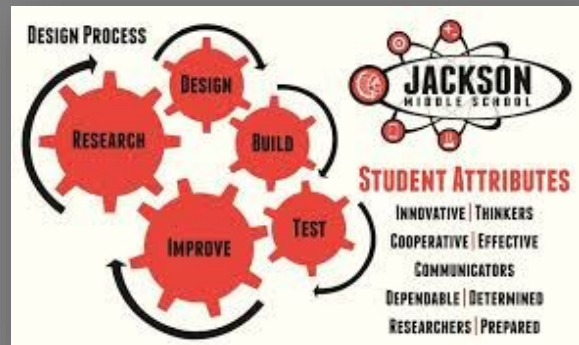 DESIGN PROCESS
RESEARCH
DESIGN
BUILD
TEST
IMPROVE
JACKSON
MIDDLE SCHOOL
STUDENT ATTRIBUTES
INNOVATIVE | THINKERS
COOPERATIVE | EFFECTIVE
COMMUNICATORS
DEPENDABLE | DETERMINED
RESEARCHERS | PREPARED